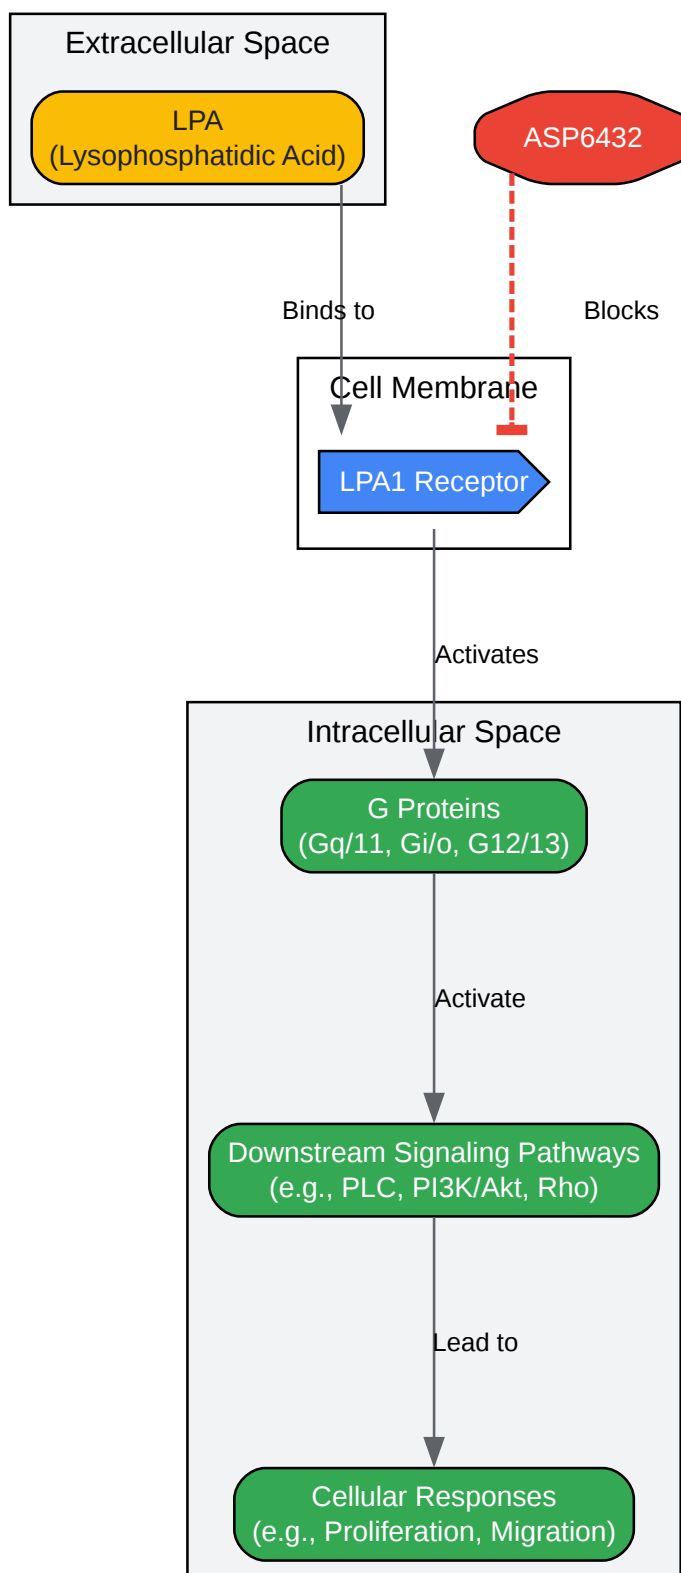 Extracellular Space
LPA
(Lysophosphatidic Acid)
ASP6432
Binds to
Blocks
Cell Membrane
LPA1 Receptor
Activates
Intracellular Space
G Proteins
(Gq/11, Gi/o, G12/13)
Activate
Downstream Signaling Pathways
(e.g., PLC, PI3K/Akt, Rho)
Lead to
Cellular Responses
(e.g., Proliferation, Migration)